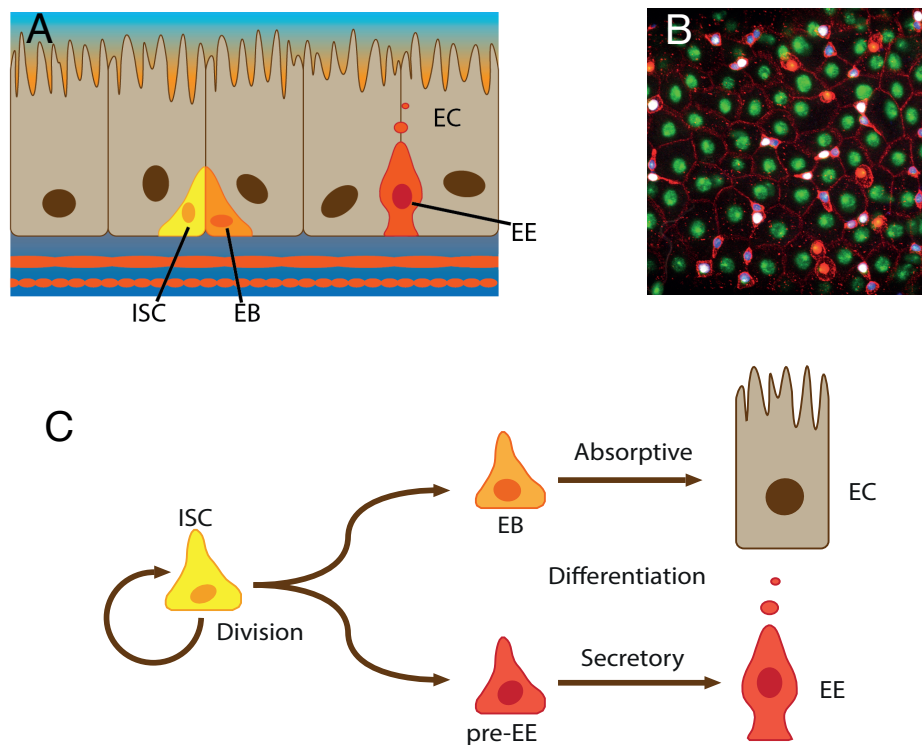 A
B
EC
EE
ISC
EB
C
Absorptive
ISC
EB
EC
Differentiation
Division
Secretory
EE
pre-EE